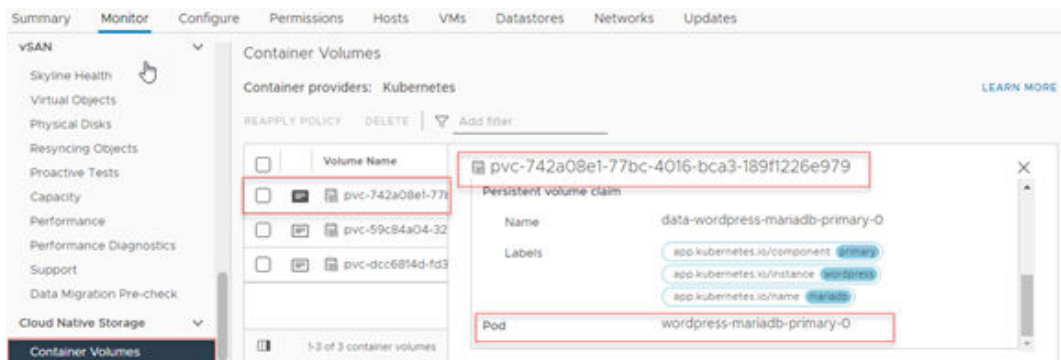 Summary Monitor Configure Permissions Hosts VMs Datastores Networks Updates
vSAN
Skyline Health
Virtual Objects
Physical Disks
Resyncing Objects
Proactive Tests
Capacity
Performance
Performance Diagnostics
Support
Data Migration Pre-check
Cloud Native Storage
Container Volumes
Container Volumes
Container providers: Kubernetes
LEARN MORE
REAPPLY POLICY DELETE Add filter
Volume Name
pvc-742a08e1-77b
pvc-59c84a04-32
pvc-dcc6814d-fd3
1-3 of 3 container volumes
pvc-742a08e1-77bc-4016-bca3-189f1226e979
Persistent volume claim
Name data-wordpress-mariadb-primary-0
Labels app.kubernetes.io/component primary
app.kubernetes.io/instance wordpress
app.kubernetes.io/name mariadb
Pod wordpress-mariadb-primary-0